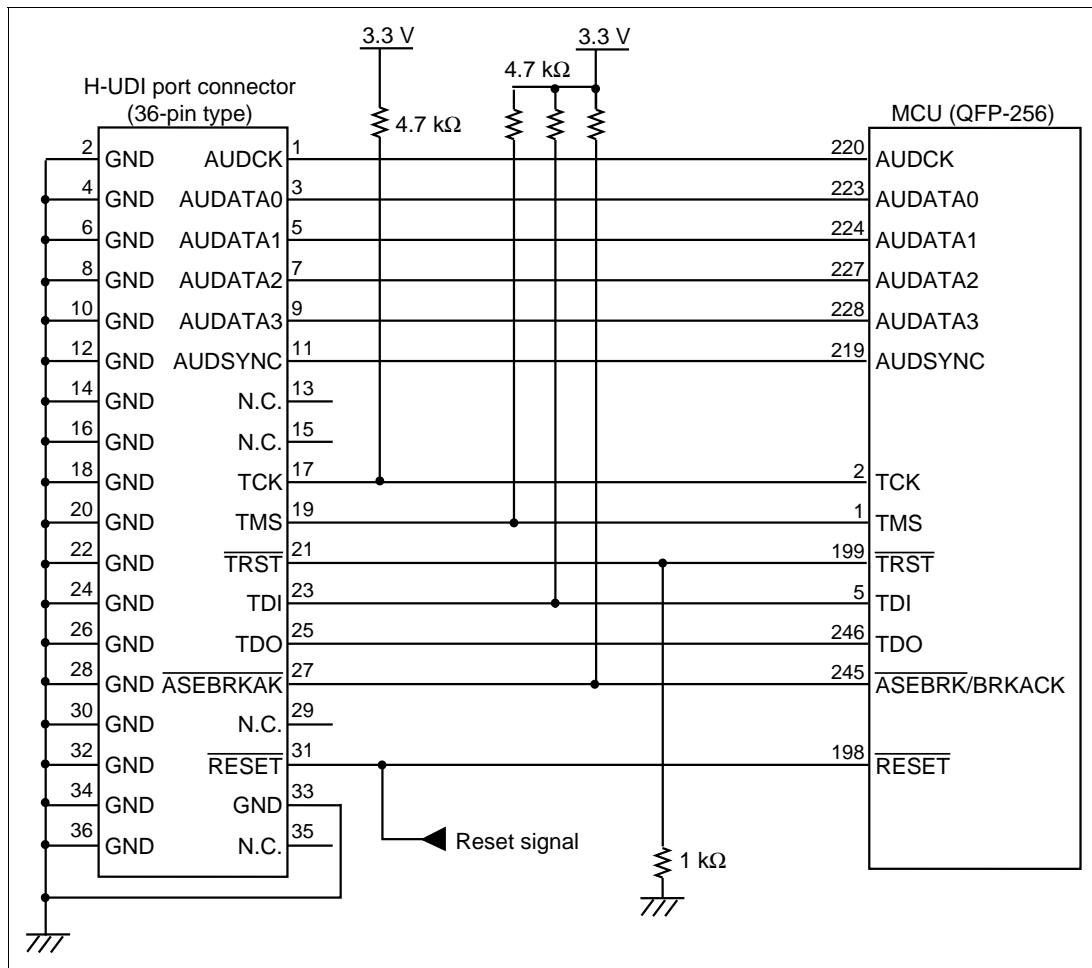 3.3 V 3.3 V
4.7 kΩ
H-UDI port connector
(36-pin type) 4.7 kΩ MCU (QFP-256)
2 GND AUDCK 1 220 AUDCK
4 GND AUDATA0 3 223 AUDATA0
6 GND AUDATA1 5 224 AUDATA1
8 GND AUDATA2 7 227 AUDATA2
10 GND AUDATA3 9 228 AUDATA3
12 GND AUDSYNC 11 219 AUDSYNC
14 GND N.C. 13
16 GND N.C. 15
18 GND TCK 17 2 TCK
20 GND TMS 19 1 TMS
22 GND TRST 21 199 TRST
24 GND TDI 23 5 TDI
26 GND TDO 25 246 TDO
28 GND ASEBRKAK 27 245 ASEBRK/BRKACK
30 GND N.C. 29
32 GND RESET 31 198 RESET
34 GND GND 33
36 GND N.C. 35
Reset signal
1 kΩ